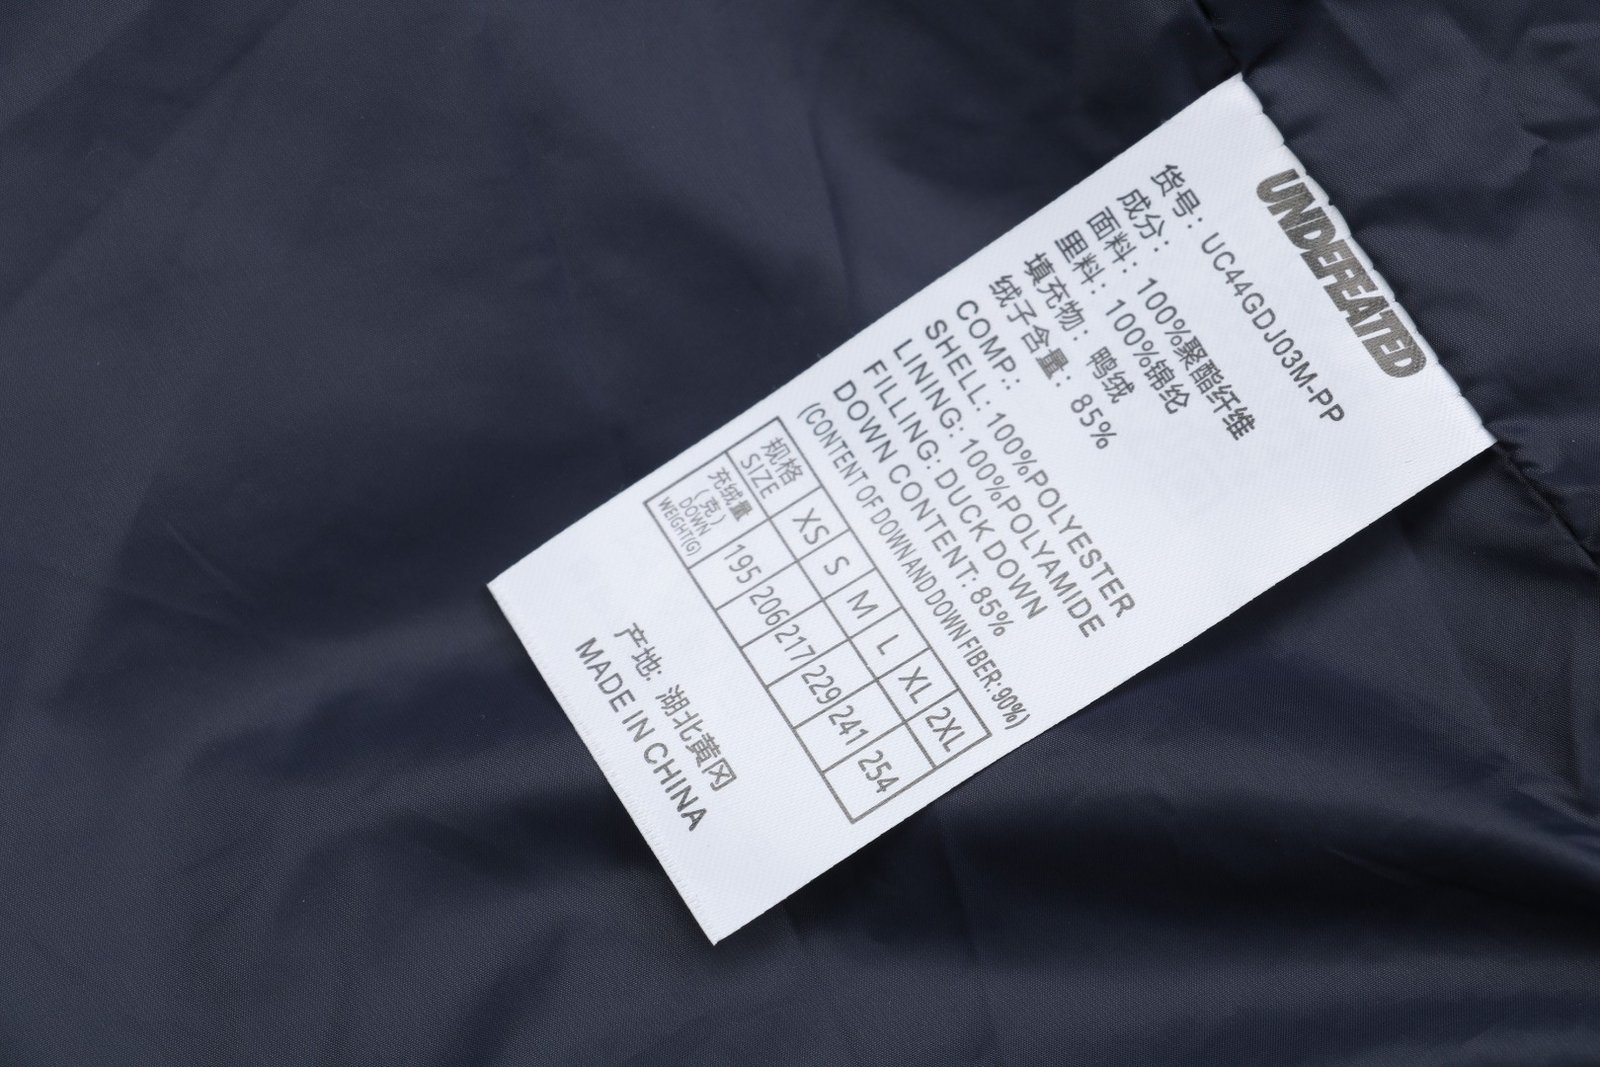 UNDEFEATED
货号: UC44GDJ03M-PP
成分:
面料: 100%聚酯纤维
里料: 100%锦纶
填充物: 鸭绒
绒子含量: 85%
COMP.:
SHELL: 100%POLYESTER
LINING: 100%POLYAMIDE
FILLING: DUCK DOWN
DOWN CONTENT: 85%
(CONTENT OF DOWN AND DOWN FIBER: 90%)
规格
SIZE
XS S M L XL 2XL
充绒量
(克)
DOWN
WEIGHT(G)
195 206 217 229 241 254
产地: 湖北黄冈
MADE IN CHINA